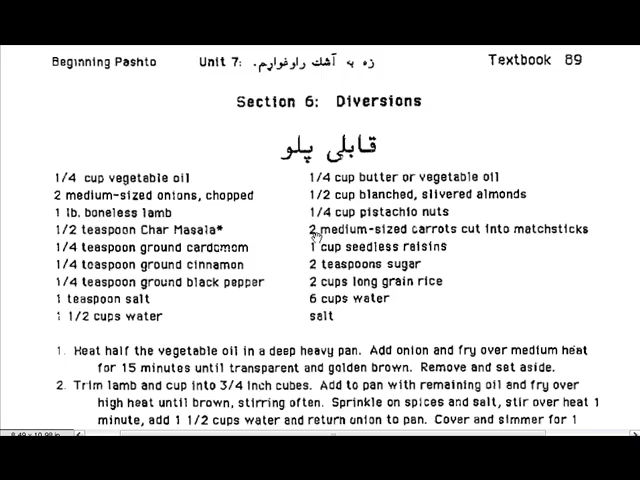 Beginning Pashto Unit 7: زه به آشك راوغواړم. Textbook 89
Section 6: Diversions
قابلي پلو
1/4 cup vegetable oil
2 medium-sized onions, chopped
1 lb. boneless lamb
1/2 teaspoon Char Masala*
1/4 teaspoon ground cardomom
1/4 teaspoon ground cinnamon
1/4 teaspoon ground black pepper
1 teaspoon salt
1 1/2 cups water
1/4 cup butter or vegetable oil
1/2 cup blanched, slivered almonds
1/4 cup pistachio nuts
2 medium-sized carrots cut into matchsticks
1 cup seedless raisins
2 teaspoons sugar
2 cups long grain rice
6 cups water
salt
1. Heat half the vegetable oil in a deep heavy pan. Add onion and fry over medium heat
for 15 minutes until transparent and golden brown. Remove and set aside.
2. Trim lamb and cup into 3/4 inch cubes. Add to pan with remaining oil and fry over
high heat until brown, stirring often. Sprinkle on spices and salt, stir over heat 1
minute, add 1 1/2 cups water and return onion to pan. Cover and simmer for 1
8.49 x 10.98 in